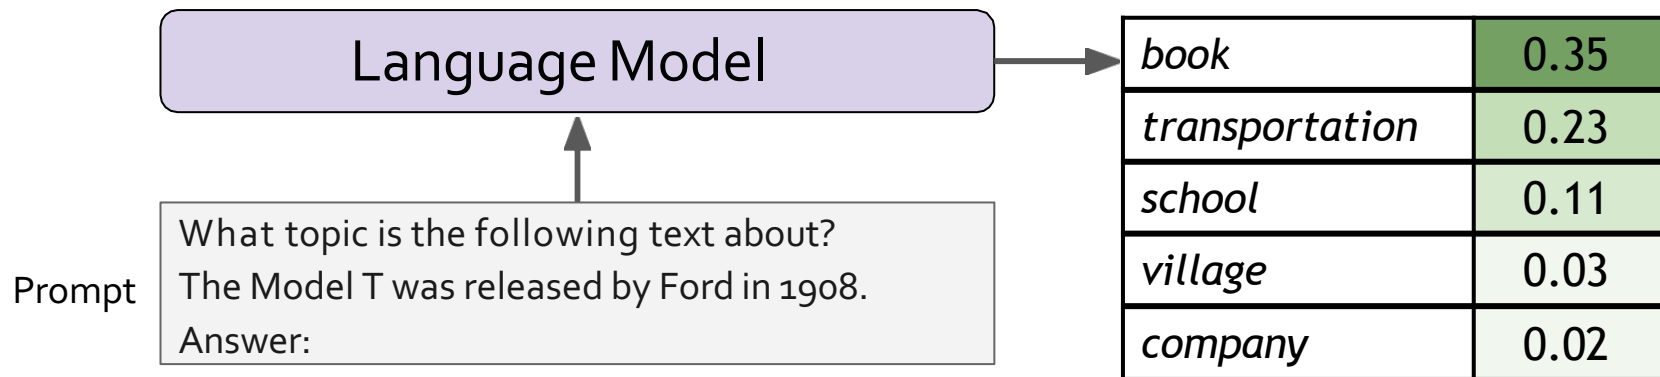 Language Model
book 0.35
transportation 0.23
school 0.11
village 0.03
company 0.02
Prompt
What topic is the following text about?
The Model T was released by Ford in 1908.
Answer: